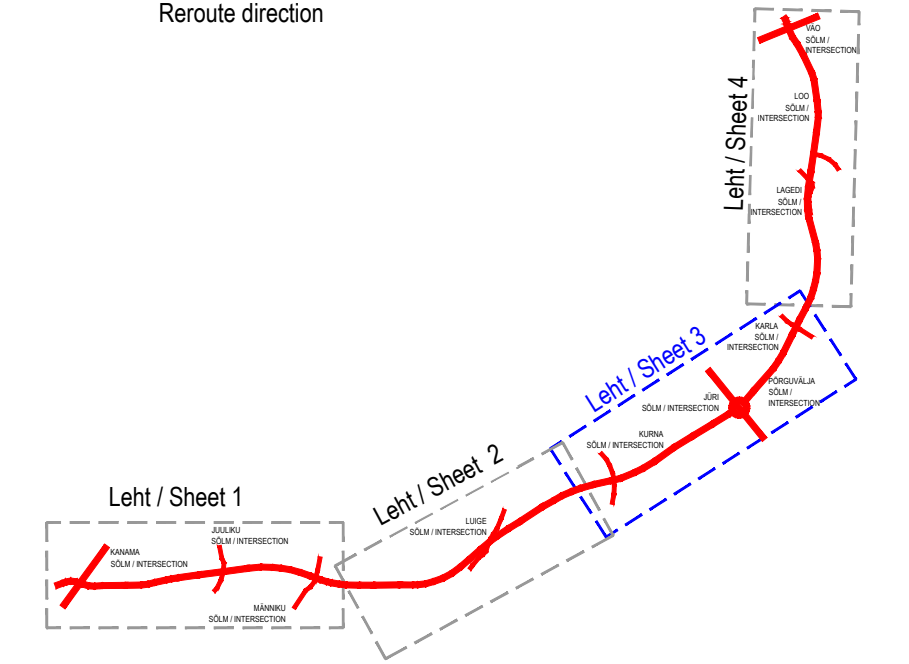 Reroute direction
VÄO
SÕLM /
INTERSECTION
LOO
SÕLM /
INTERSECTION
Leht / Sheet 4
LAGEDI
SÕLM /
INTERSECTION
KARLA
SÕLM /
INTERSECTION
Leht / Sheet 3
PÕRGUVÄLJA
SÕLM /
INTERSECTION
JÜRI
SÕLM / INTERSECTION
KURNA
SÕLM / INTERSECTION
Leht / Sheet 2
LUIGE
SÕLM / INTERSECTION
Leht / Sheet 1
JUULIKU
SÕLM / INTERSECTION
KANAMA
SÕLM / INTERSECTION
MÄNNIKU
SÕLM / INTERSECTION